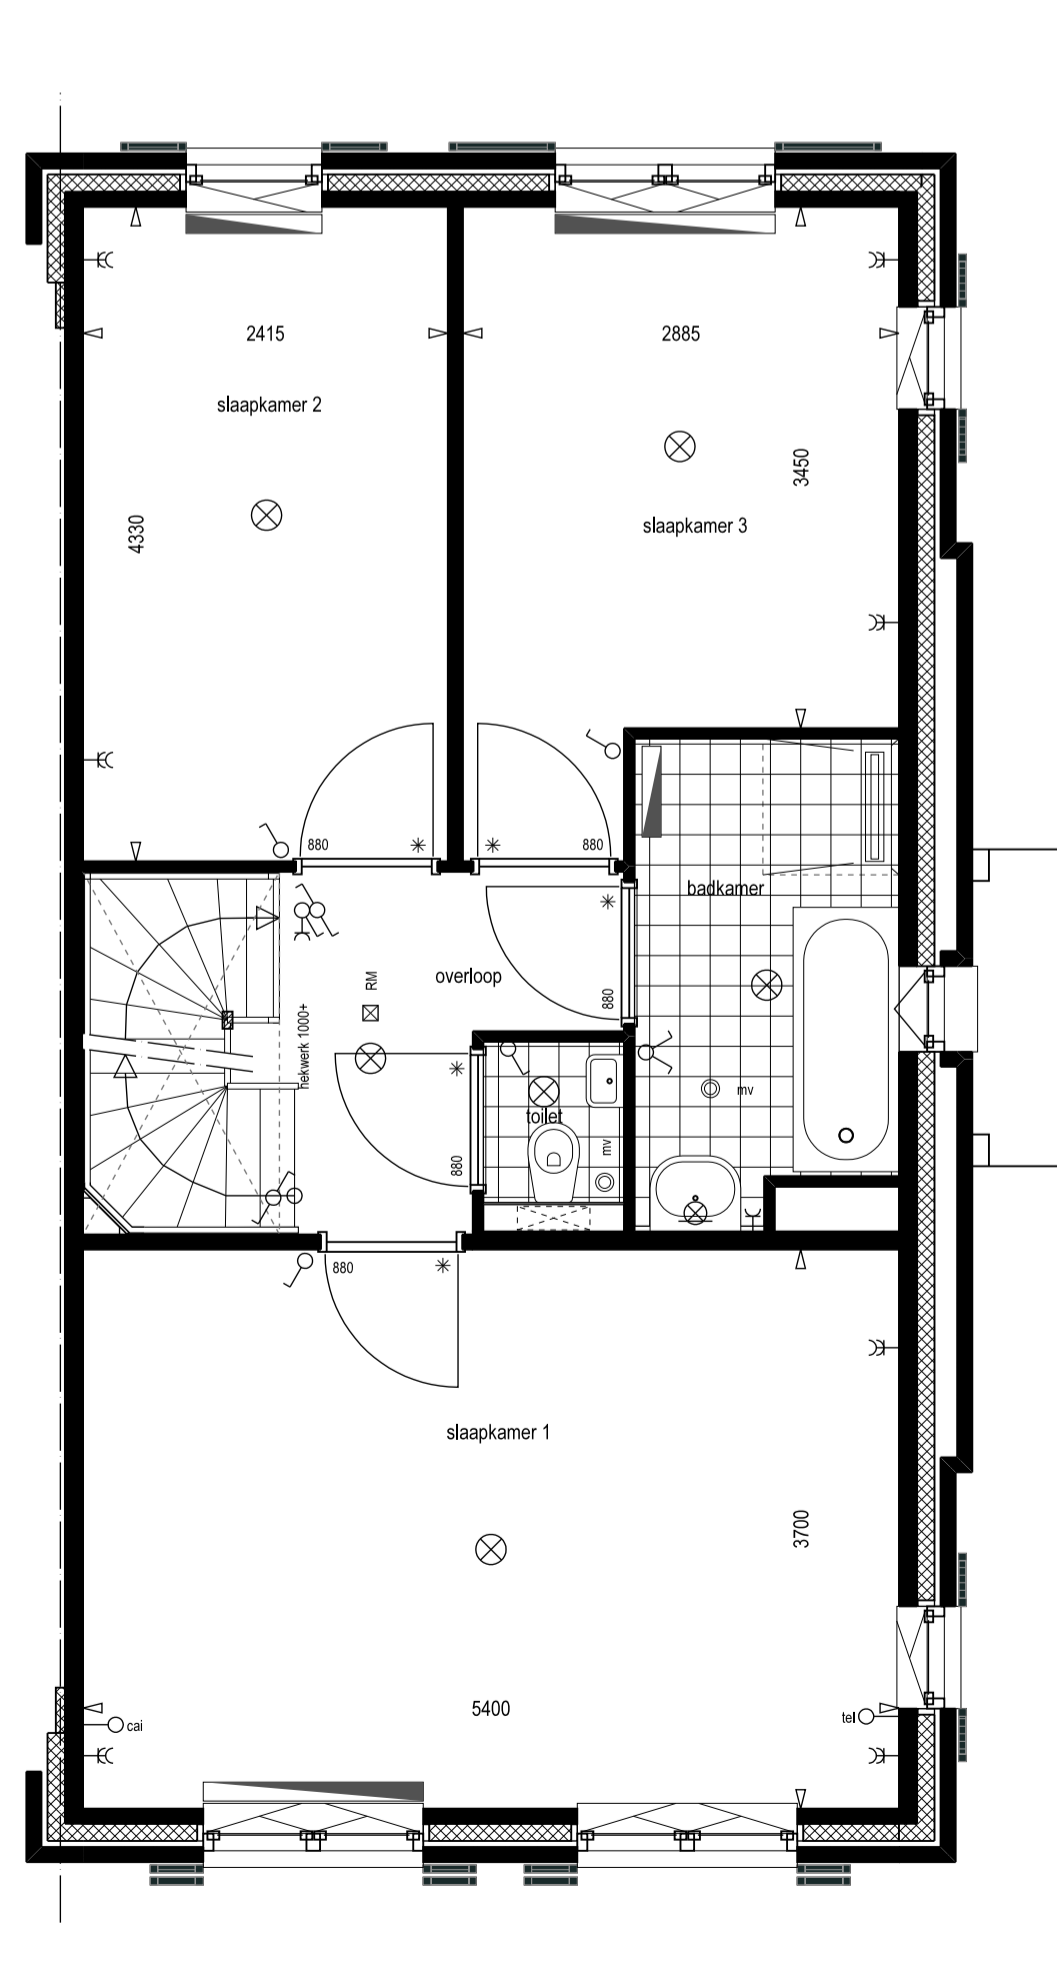 2415
2885
slaapkamer 2
3450
slaapkamer 3
4330
880
880
badkamer
overloop
RM
880
hekwerk 1000+
mv
toilet
mv
880
880
slaapkamer 1
3700
5400
cai
tel